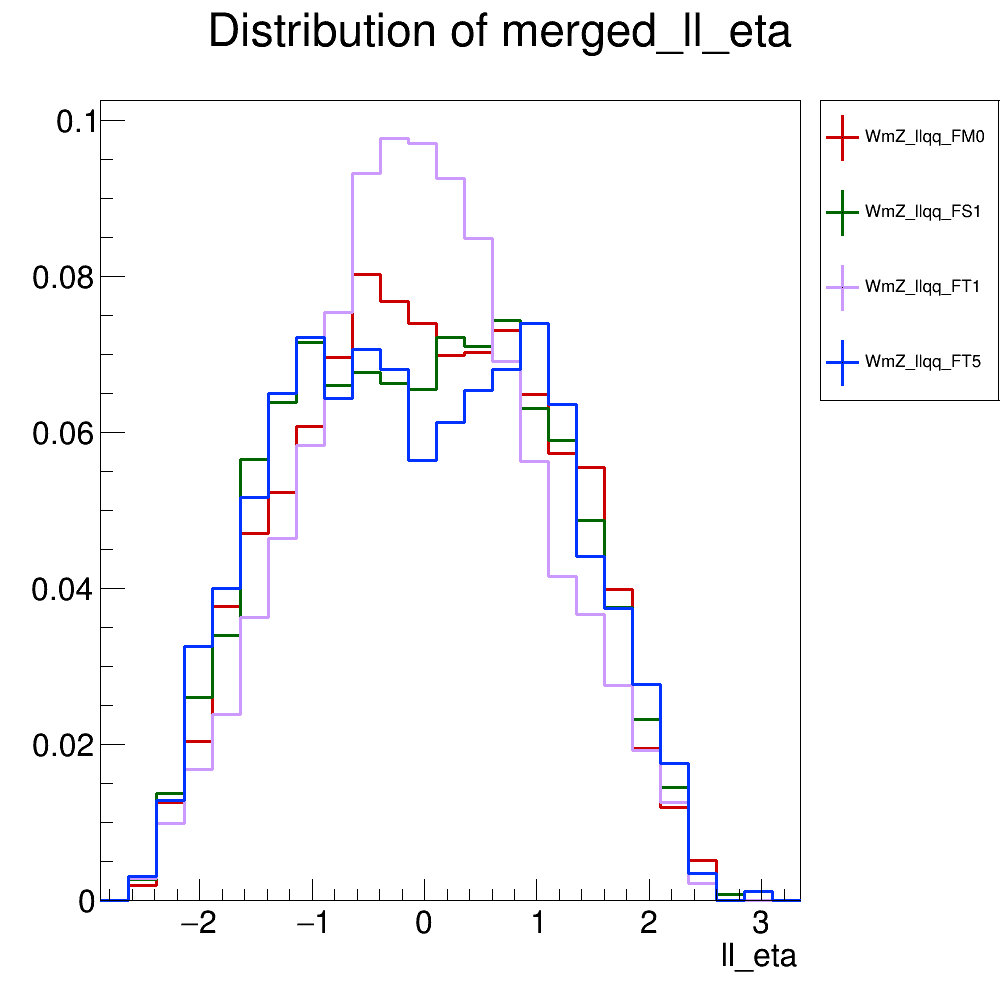 Distribution of merged_ll_eta
0.1
0.08
0.06
0.04
0.02
0
−2
−1
0
1
2
3
ll_eta
WmZ_llqq_FM0
WmZ_llqq_FS1
WmZ_llqq_FT1
WmZ_llqq_FT5